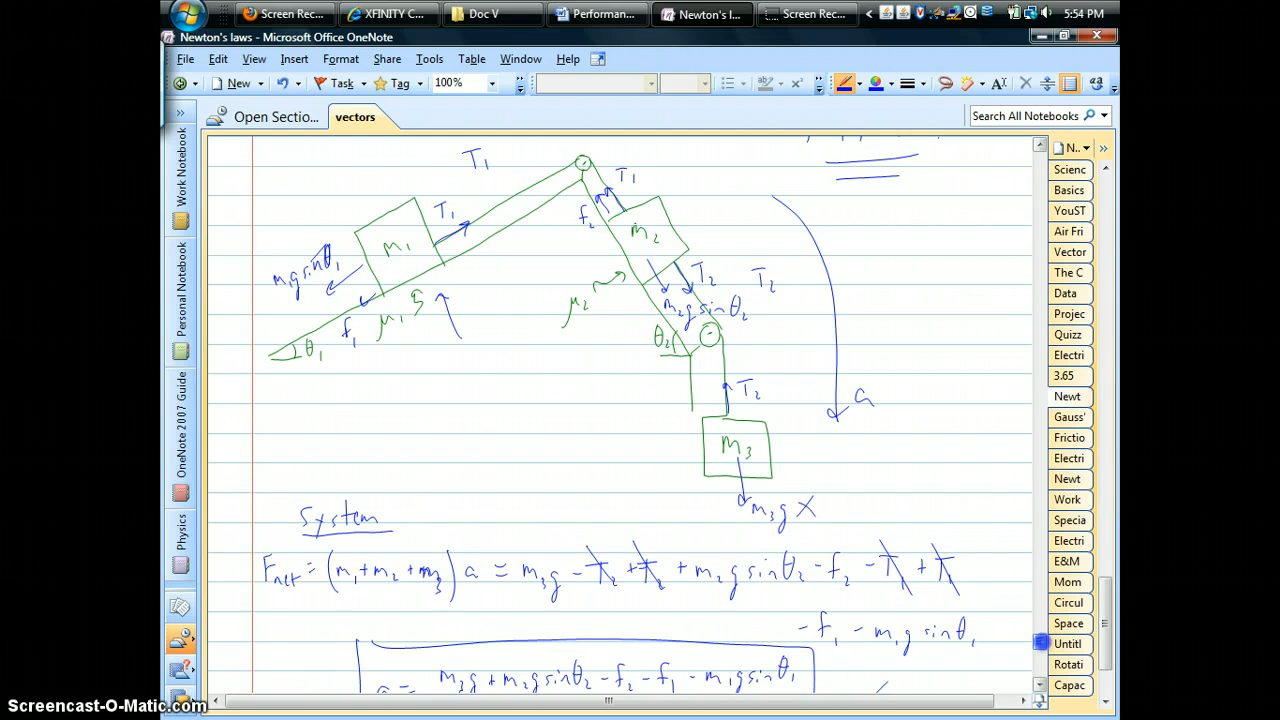 Screen Rec...
XFINITY C...
Doc V
Performan...
Newton's l...
Screen Rec...
5:54 PM
Newton's laws - Microsoft Office OneNote
File Edit View Insert Format Share Tools Table Window Help
New Task Tag 100%
Open Sectio... vectors
Search All Notebooks
N..
Work Notebook
Personal Notebook
OneNote 2007 Guide
Physics
Scienc
Basics
YouST
Air Fri
Vector
The C
Data
Projec
Quizz
Electri
3.65
Newt
Gauss'
Frictio
Electri
Newt
Work
Specia
Electri
E&M
Mom
Circul
Space
Untitl
Rotati
Capac
T₁
T₁
T₁
f₂
m₁
m₂
m₁g sinθ₁
T₂
T₂
m₂g sinθ₂
μ₂
f₁
μ₁
θ₁
θ₂
T₂
a
m₃
m₃g
System
Fnet = (m₁+m₂+m₃) a = m₃g - T₂ + T₂ + m₂g sinθ₂ - f₂ - T₁ + T₁
- f₁ - m₁g sinθ₁
a = m₃g + m₂g sinθ₂ - f₂ - f₁ - m₁g sinθ₁
Screencast-O-Matic.com